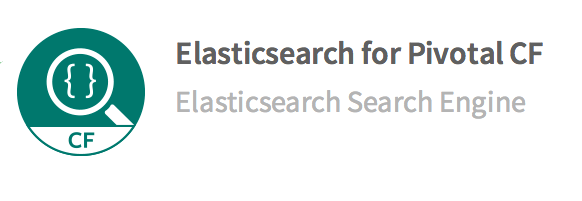 Elasticsearch for Pivotal CF
Elasticsearch Search Engine
{ }
CF